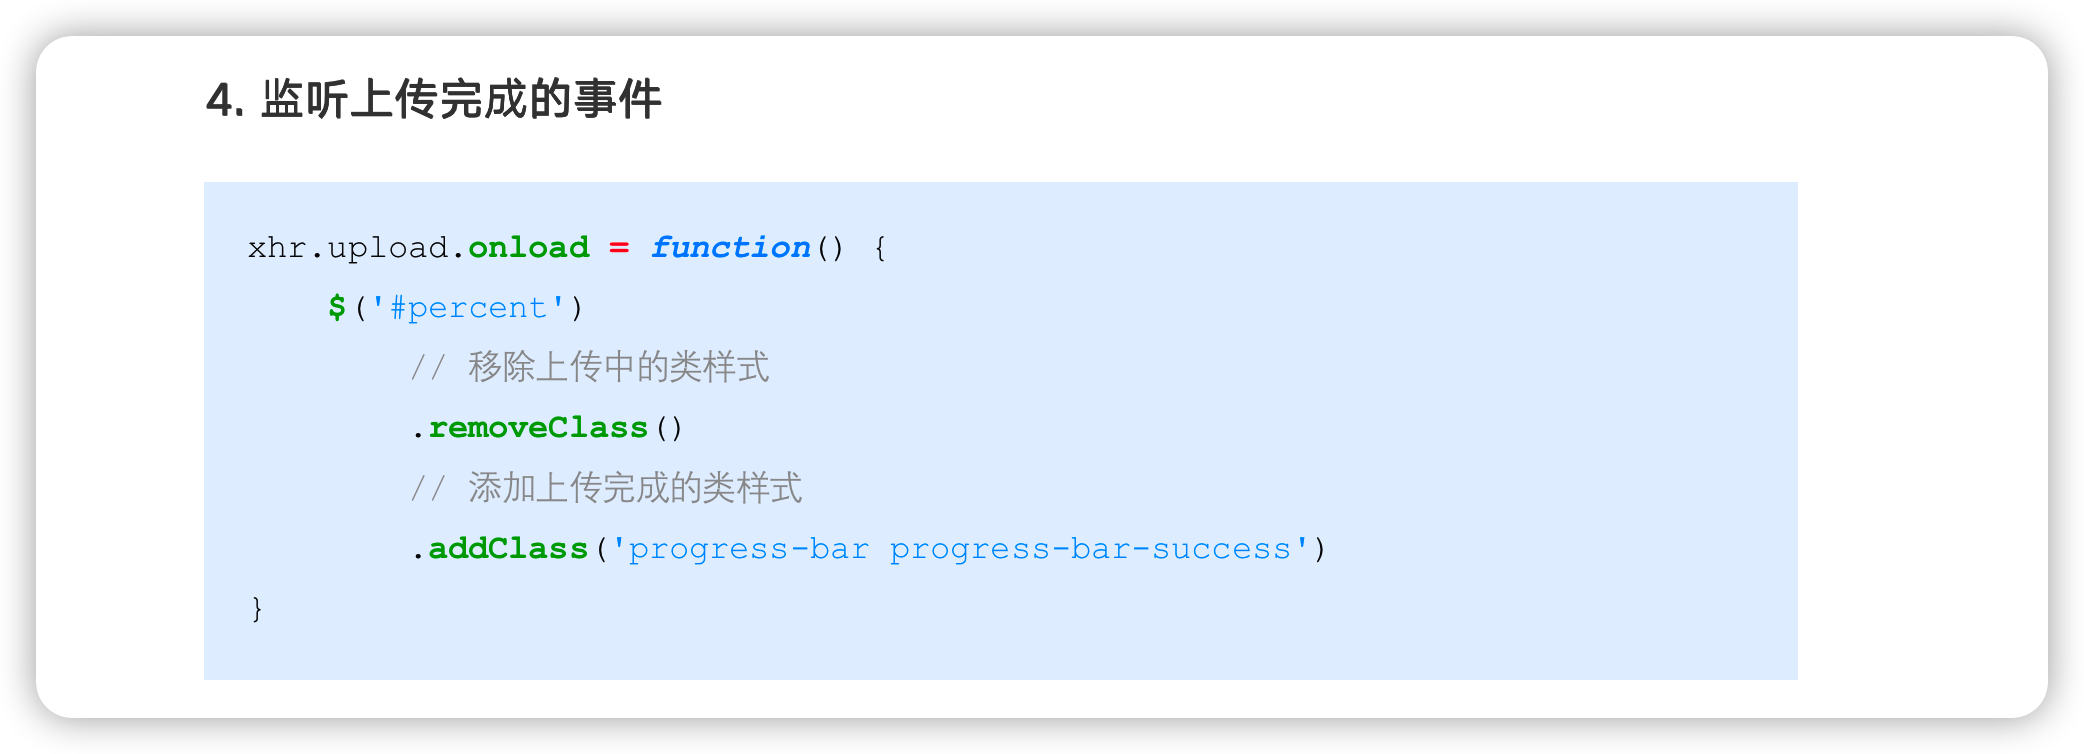 4. 监听上传完成的事件
xhr.upload.onload = function() {
    $('#percent')
        // 移除上传中的类样式
        .removeClass()
        // 添加上传完成的类样式
        .addClass('progress-bar progress-bar-success')
}